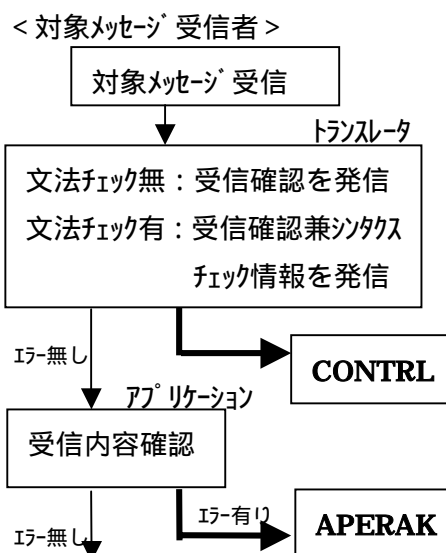 ＜対象ﾒｯｾｰｼﾞ受信者＞
対象ﾒｯｾｰｼﾞ受信
ﾄﾗﾝｽﾚｰﾀ
文法ﾁｪｯｸ無：受信確認を発信
文法ﾁｪｯｸ有：受信確認兼ｼﾝﾀｸｽ
ﾁｪｯｸ情報を発信
ｴﾗｰ無し
CONTRL
ｱﾌﾟﾘｹｰｼｮﾝ
受信内容確認
ｴﾗｰ有り
APERAK
ｴﾗｰ無し